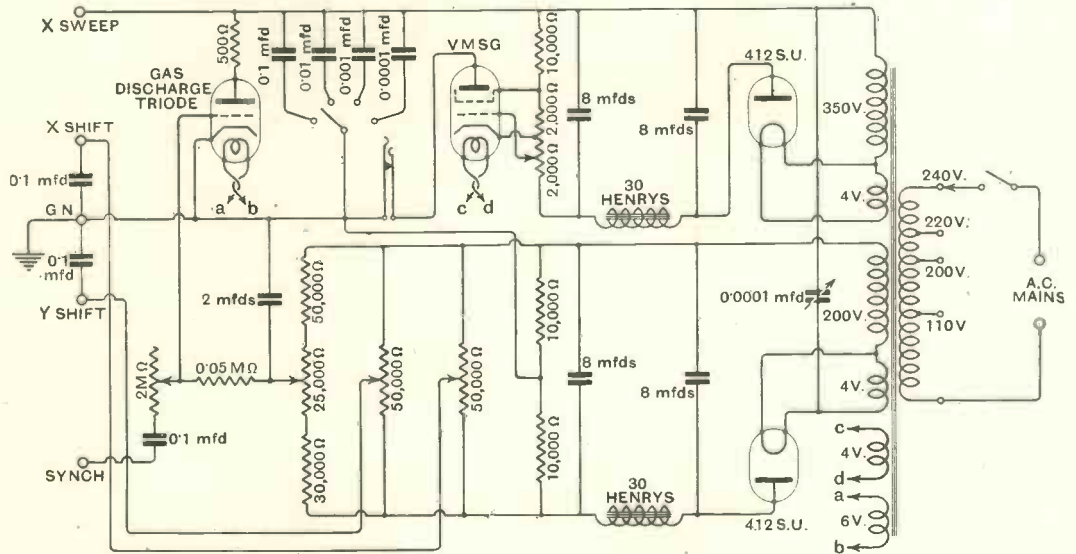 X SWEEP
500Ω
0·1 mfd
0·01 mfd
0·001 mfd
0·0001 mfd
VMSG
10,000Ω
2,000Ω
2,000Ω
8 mfds
8 mfds
412 S.U.
350V.
4V.
GAS
DISCHARGE
TRIODE
X SHIFT
0·1 mfd
GN
0·1
mfd
Y SHIFT
a
b
c
d
30
HENRYS
240V.
220V.
200V.
110V
A.C.
MAINS
2 mfds
50,000Ω
25,000Ω
30,000Ω
50,000Ω
50,000Ω
10,000Ω
10,000Ω
8 mfds
8 mfds
0·0001 mfd
200V.
4V.
2MΩ
0·05 MΩ
0·1 mfd
SYNCH
30
HENRYS
412 S.U.
c
4V.
d
a
6V.
b